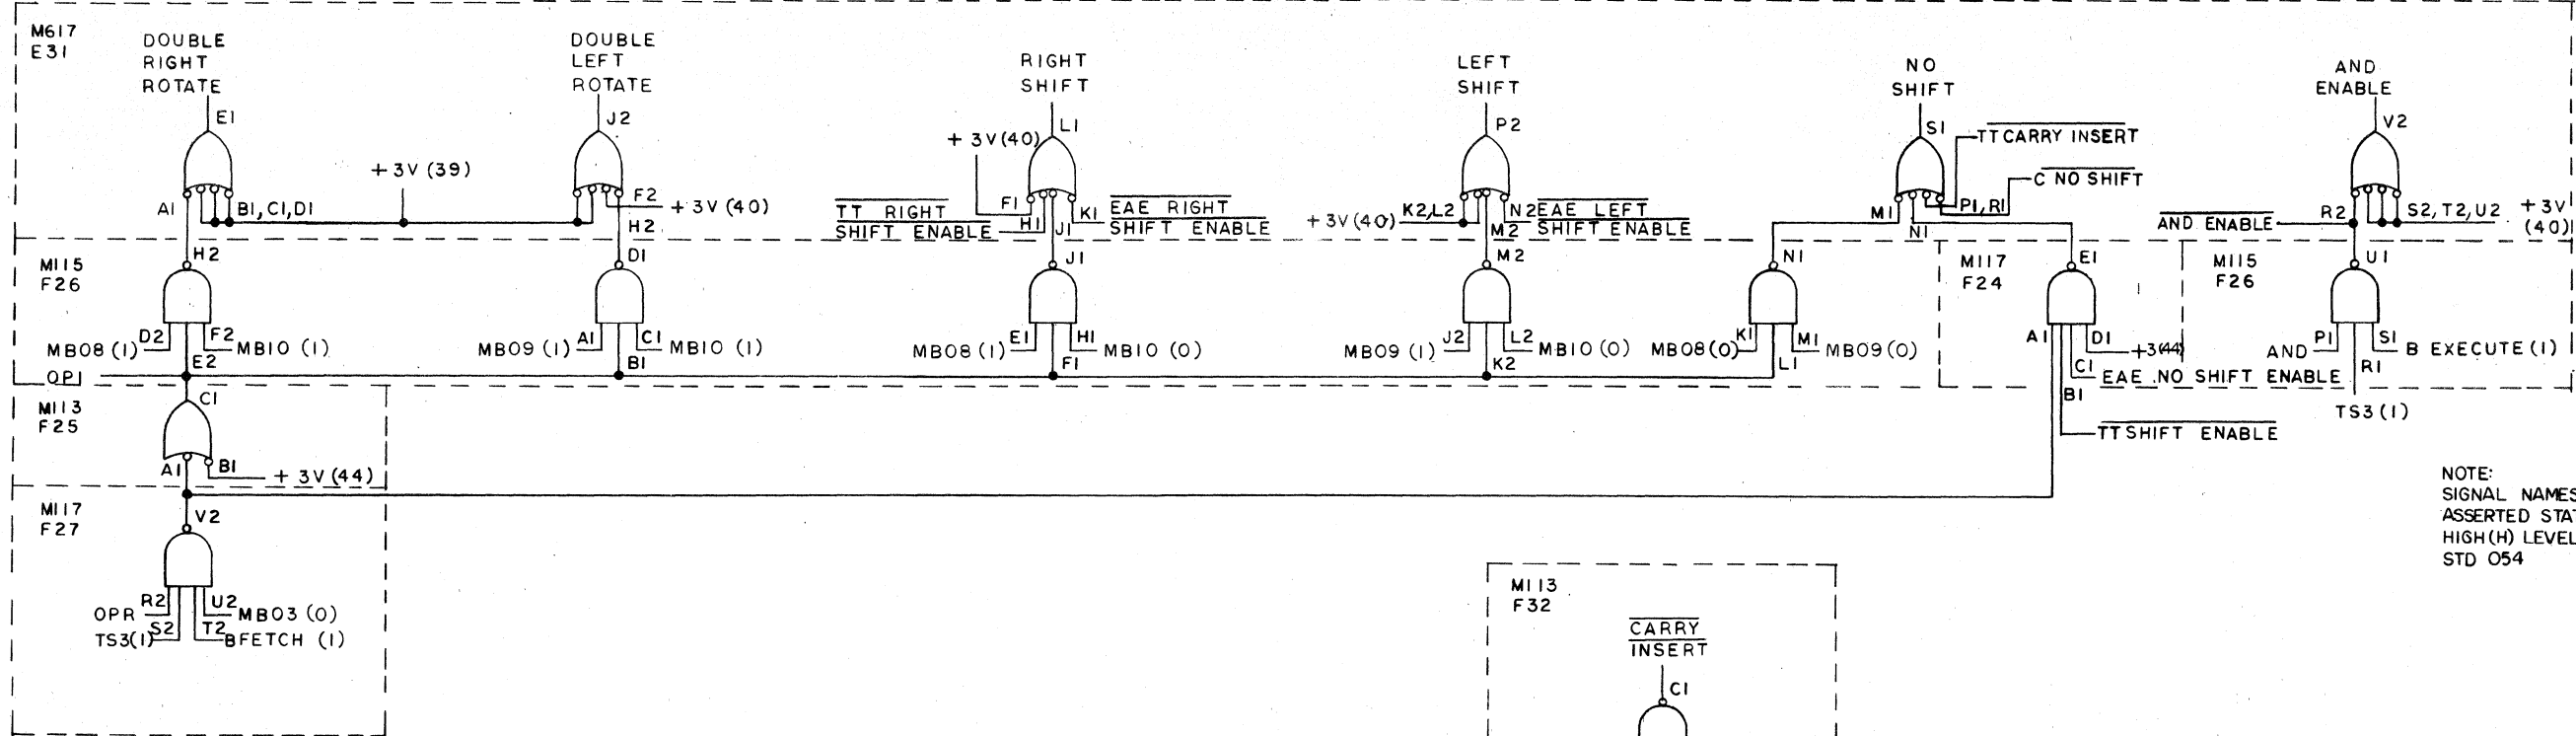 M617
E31
DOUBLE
RIGHT
ROTATE
DOUBLE
LEFT
ROTATE
RIGHT
SHIFT
LEFT
SHIFT
NO
SHIFT
AND
ENABLE
E1
J2
L1
P2
S1
V2
+3V (39)
+3V (40)
TT CARRY INSERT
C NO SHIFT
A1
B1, C1, D1
F2
+3V (40)
H2
TT RIGHT
SHIFT ENABLE
F1
H1
J1
K1
EAE RIGHT
SHIFT ENABLE
+3V (40)
K2, L2
M2
N2
EAE LEFT
SHIFT ENABLE
M1
N1
P1, R1
AND ENABLE
R2
S2, T2, U2
+3V
(40)
M115
F26
H2
D1
J1
M2
N1
M117
F24
E1
M115
F26
U1
MB08 (1)
D2
E2
F2
MB10 (1)
MB09 (1)
A1
B1
C1
MB10 (1)
MB08 (1)
E1
F1
H1
MB10 (0)
MB09 (1)
J2
K2
L2
MB10 (0)
MB08 (0)
K1
L1
M1
MB09 (0)
A1
B1
C1
D1
+3(44)
EAE NO SHIFT ENABLE
TT SHIFT ENABLE
AND
P1
R1
S1
B EXECUTE (1)
TS3 (1)
OP1
M113
F25
C1
A1
B1
+3V (44)
M117
F27
V2
OPR
R2
U2
MB03 (0)
TS3(1)
S2
T2
BFETCH (1)
NOTE:
SIGNAL NAMES
ASSERTED
HIGH (H) LEVEL
STD 054
M113
F32
CARRY
INSERT
C1